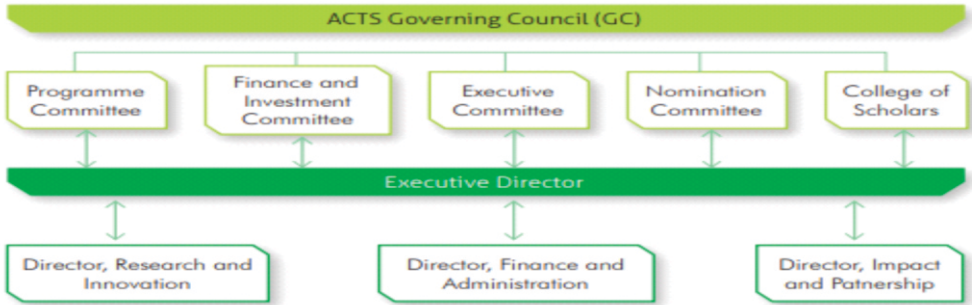 ACTS Governing Council (GC)
Programme
Committee
Finance and
Investment
Committee
Executive
Committee
Nomination
Committee
College of
Scholars
Executive Director
Director, Research and
Innovation
Director, Finance and
Administration
Director, Impact
and Patnership